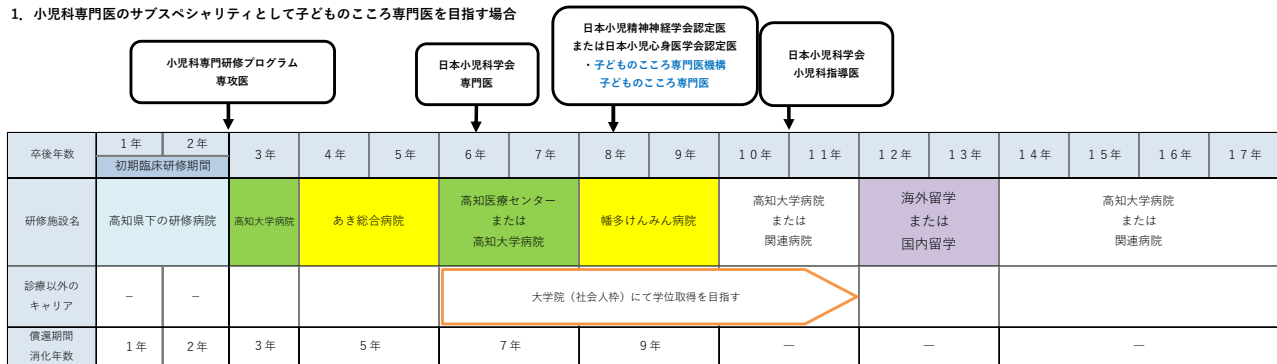 1．小児科専門医のサブスペシャリティとして子どものこころ専門医を目指す場合
小児科専門研修プログラム
専攻医
日本小児科学会
専門医
日本小児精神神経学会認定医
または日本小児心身医学会認定医
・子どものこころ専門医機構
子どものこころ専門医
日本小児科学会
小児科指導医
卒後年数 1年 2年 3年 4年 5年 6年 7年 8年 9年 10年 11年 12年 13年 14年 15年 16年 17年
初期臨床研修期間
研修施設名
高知県下の研修病院
高知大学病院
あき総合病院
高知医療センター
または
高知大学病院
幡多けんみん病院
高知大学病院
または
関連病院
海外留学
または
国内留学
高知大学病院
または
関連病院
診療以外の
キャリア
－ －
大学院（社会人枠）にて学位取得を目指す
償還期間
消化年数
1年 2年 3年 5年 7年 9年 － － －